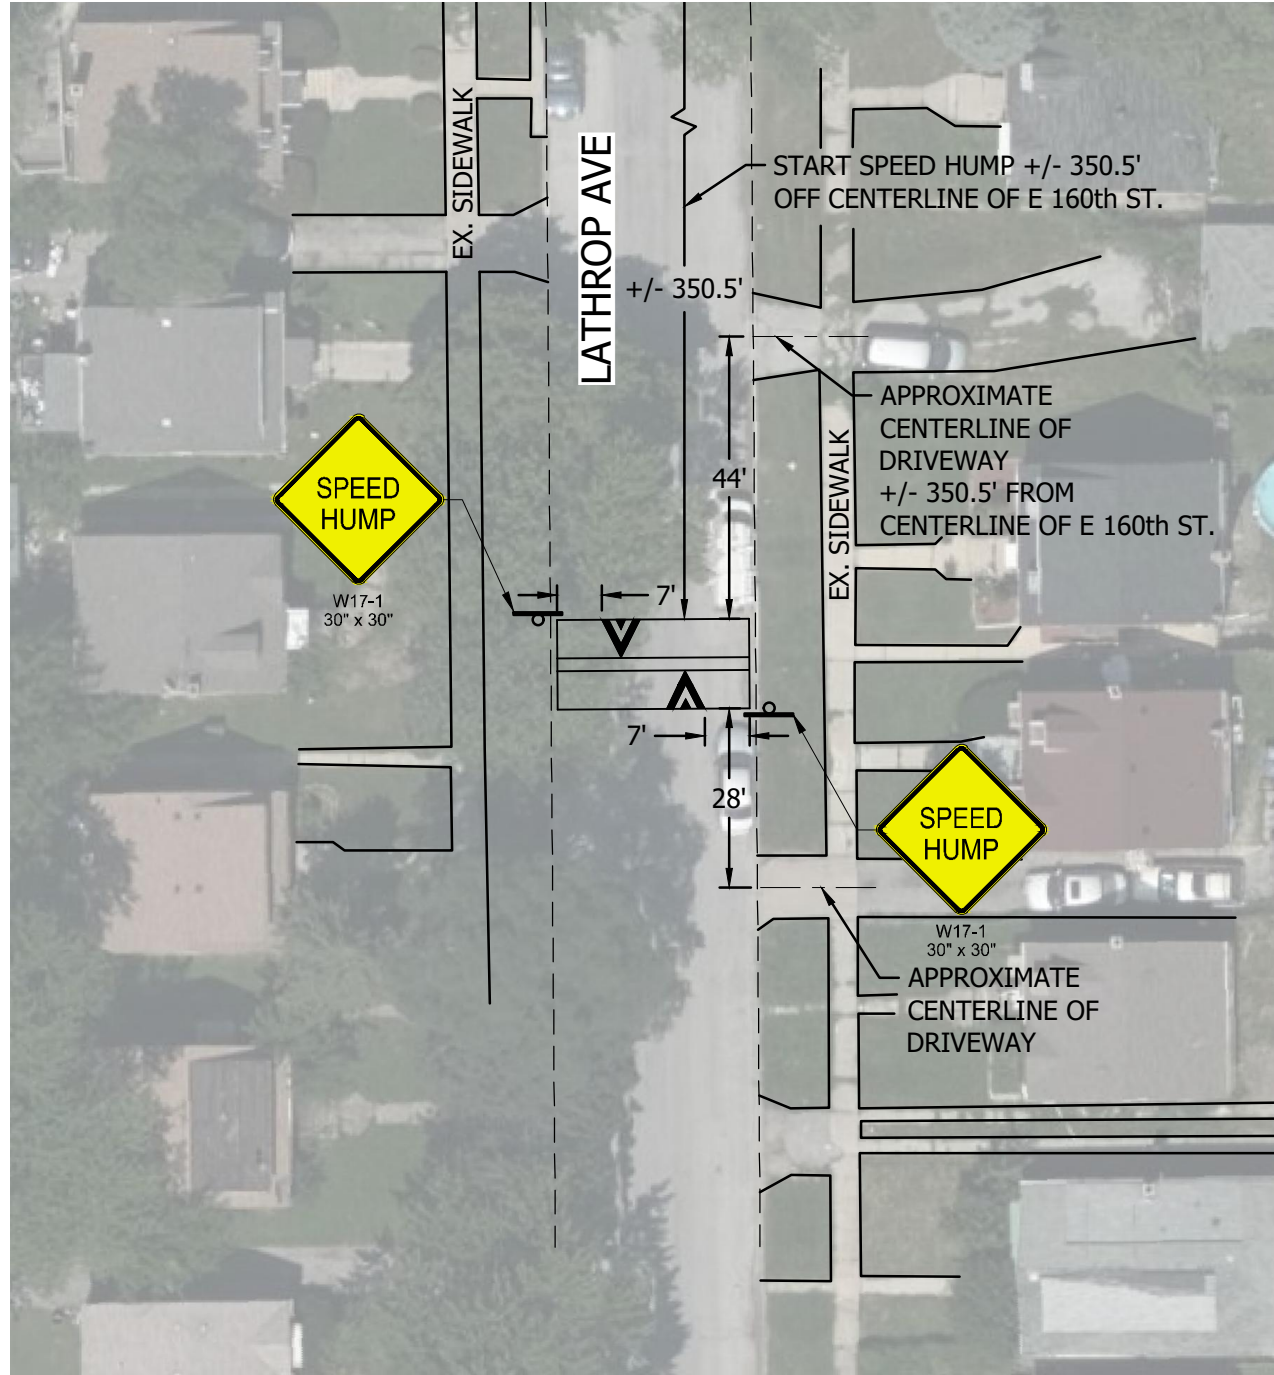 EX. SIDEWALK
LATHROP AVE
START SPEED HUMP +/- 350.5'
OFF CENTERLINE OF E 160th ST.
+/- 350.5'
APPROXIMATE
CENTERLINE OF
DRIVEWAY
+/- 350.5' FROM
CENTERLINE OF E 160th ST.
44'
EX. SIDEWALK
SPEED
HUMP
W17-1
30" x 30"
7'
7'
28'
SPEED
HUMP
W17-1
30" x 30"
APPROXIMATE
CENTERLINE OF
DRIVEWAY